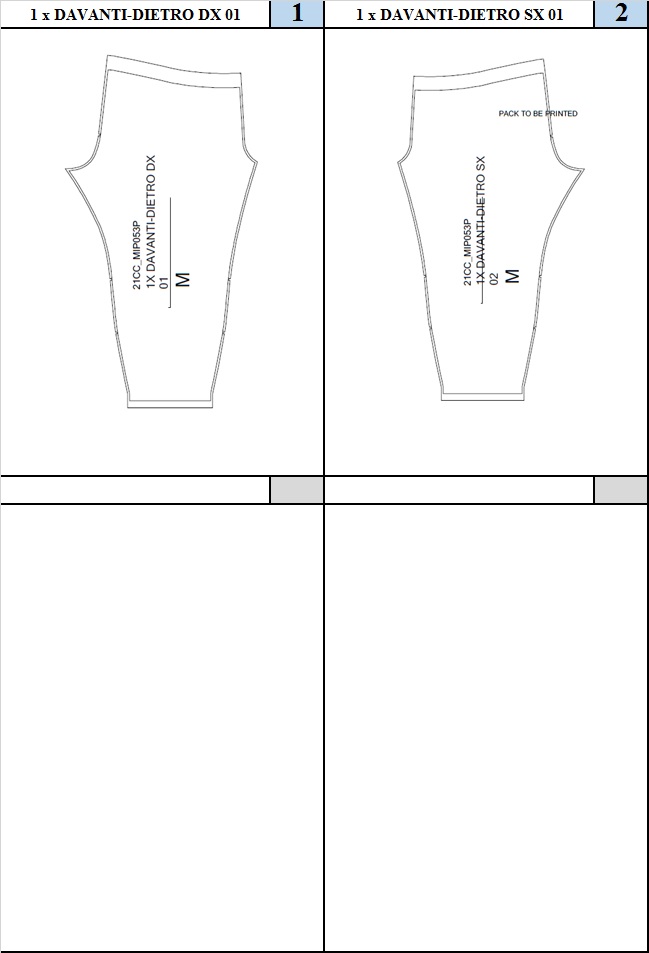 1 x DAVANTI-DIETRO DX 01
1
1 x DAVANTI-DIETRO SX 01
2
21CC_MIP053P
1X DAVANTI-DIETRO DX
01
M
PACK TO BE PRINTED
21CC_MIP053P
1X DAVANTI-DIETRO SX
02
M